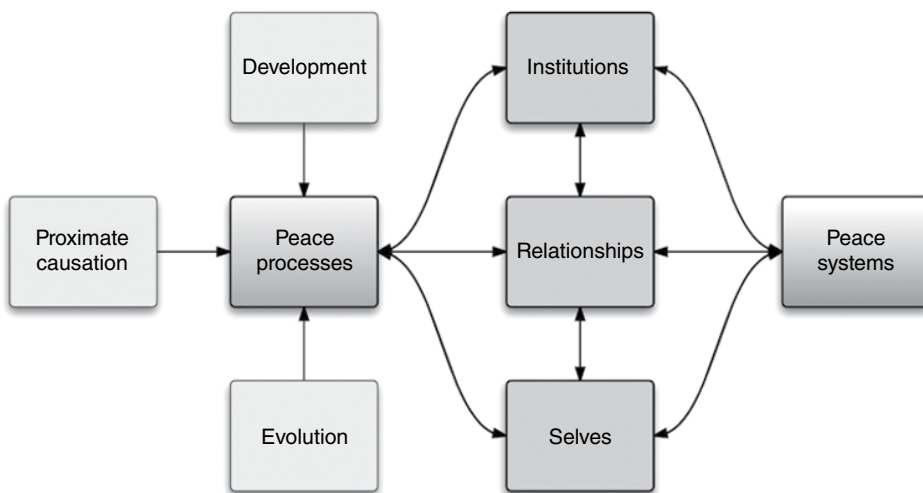 Development
Institutions
Proximate
causation
Peace
processes
Relationships
Peace
systems
Evolution
Selves